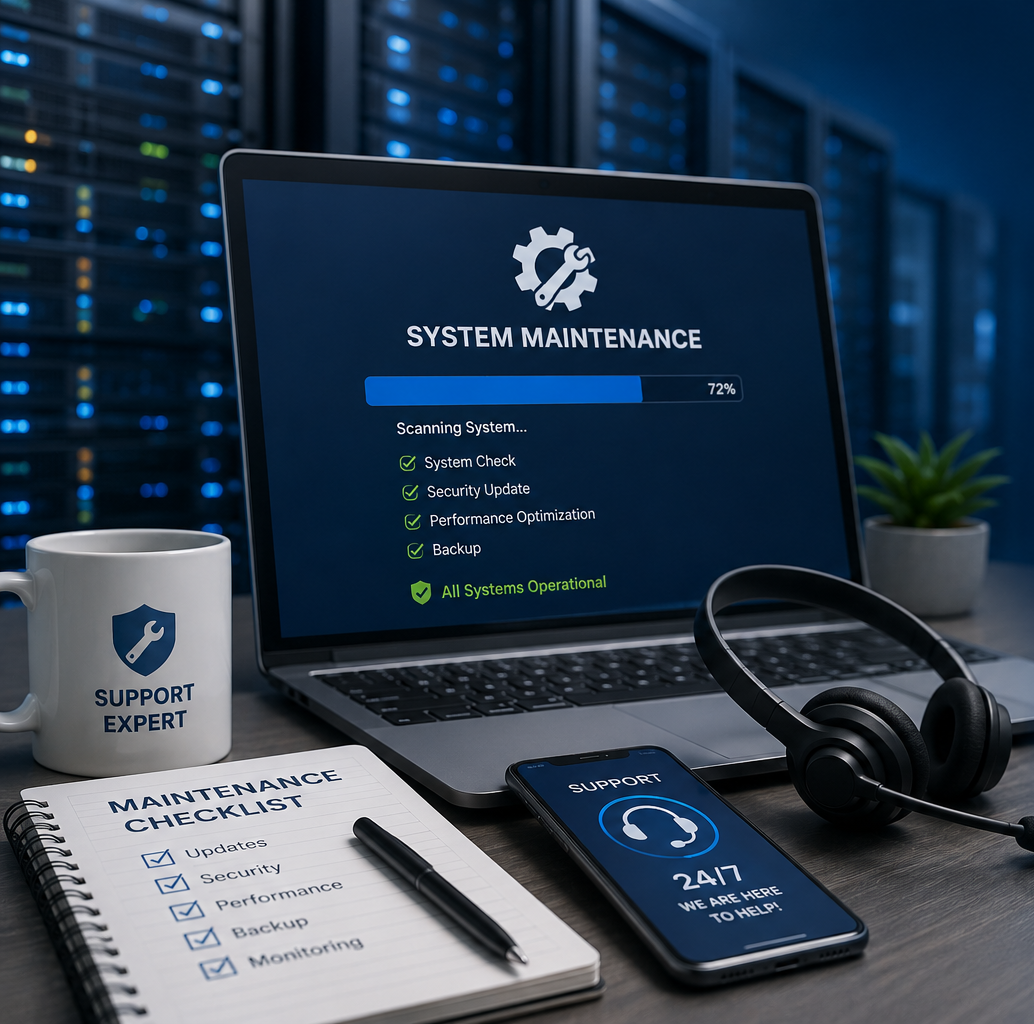 SYSTEM MAINTENANCE
72%
Scanning System...
System Check
Security Update
Performance Optimization
Backup
All Systems Operational
SUPPORT
EXPERT
MAINTENANCE
CHECKLIST
Updates
Security
Performance
Backup
Monitoring
SUPPORT
24/7
WE ARE HERE
TO HELP!